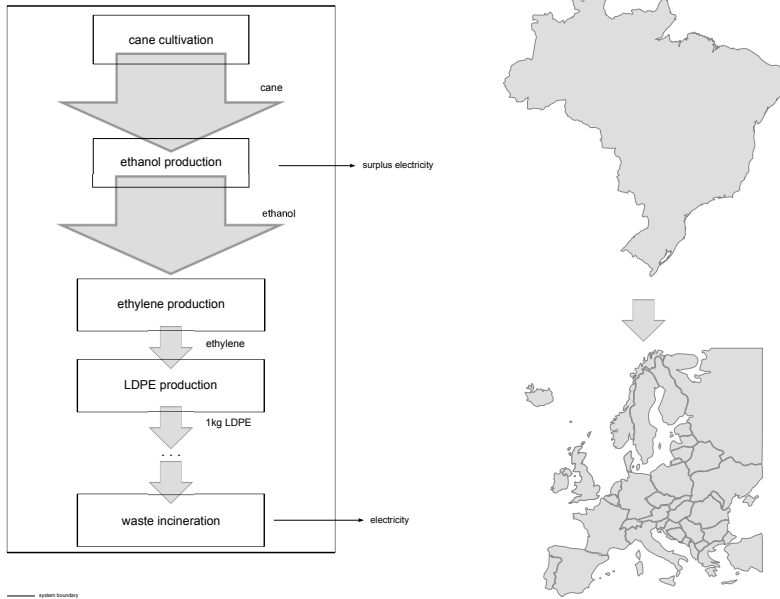 cane cultivation
cane
ethanol production
surplus electricity
ethanol
ethylene production
ethylene
LDPE production
1kg LDPE
...
waste incineration
electricity
system boundary